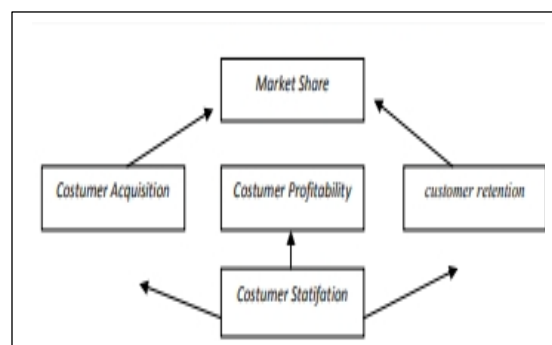 Market Share
Costumer Acquisition
Costumer Profitability
customer retention
Costumer Statifation